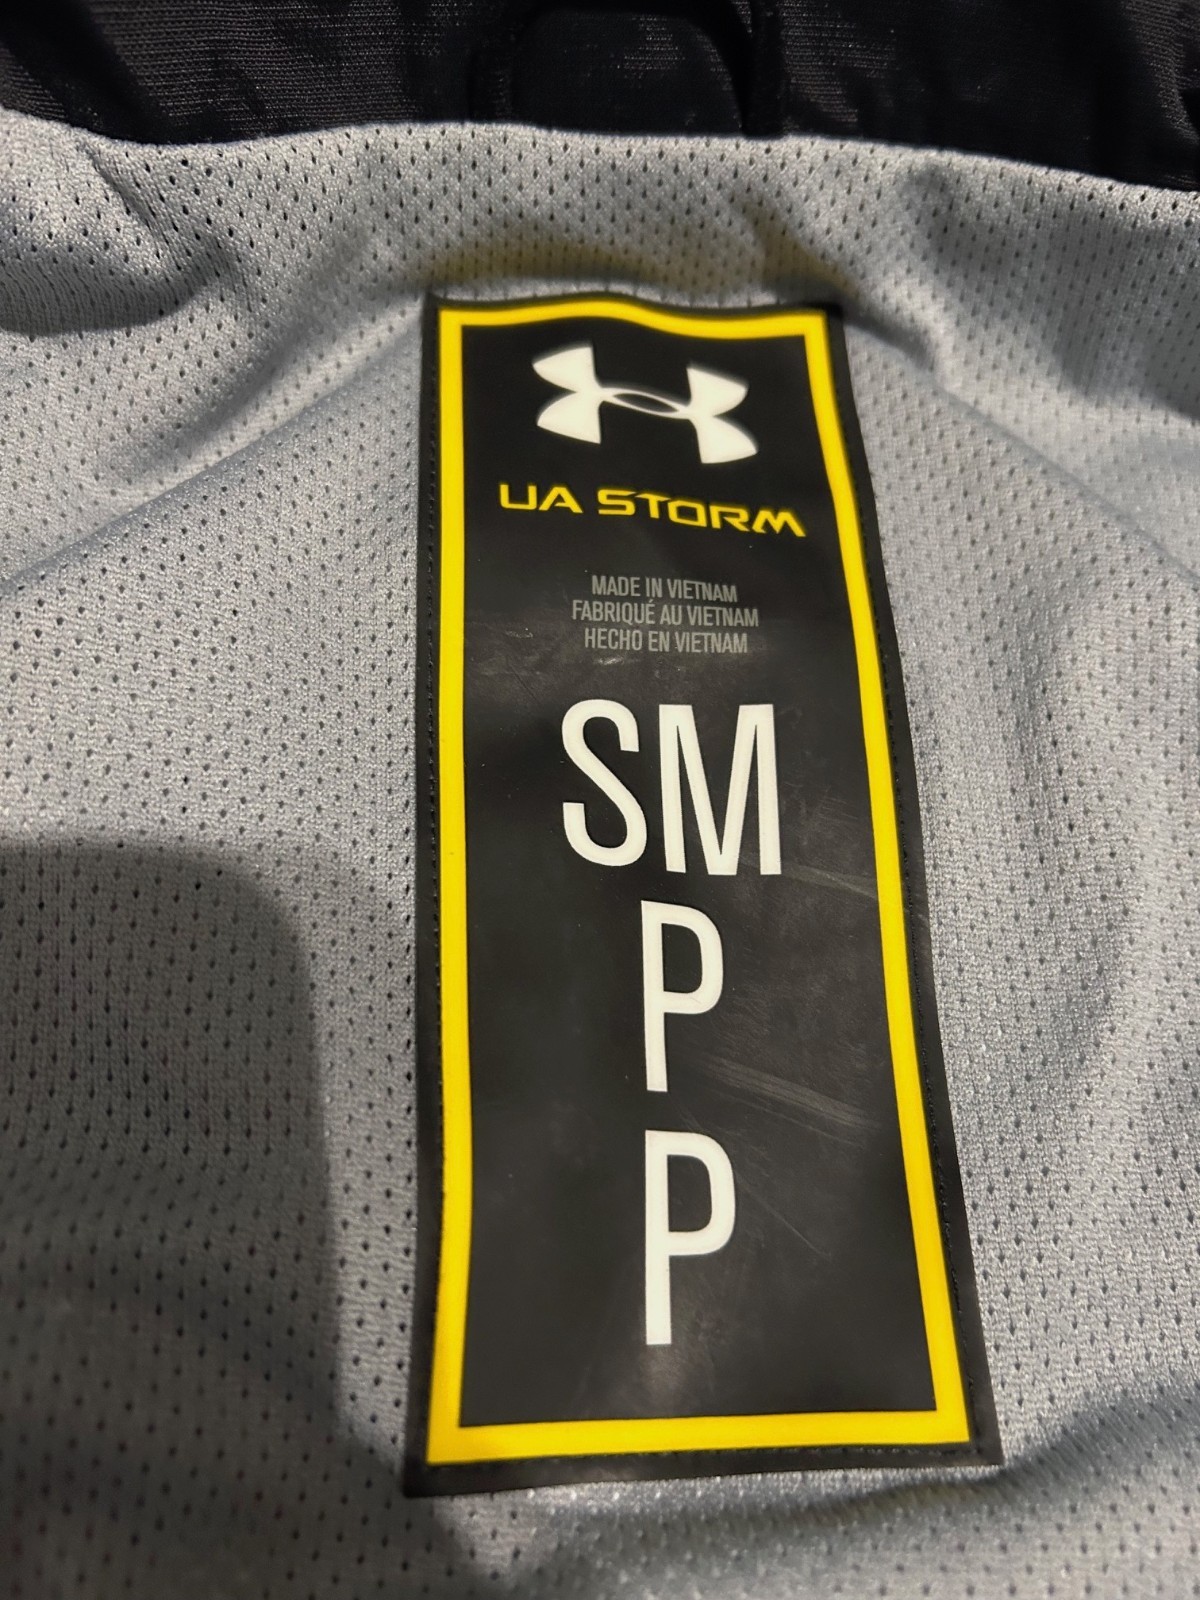 UA STORM
MADE IN VIETNAM
FABRIQUÉ AU VIETNAM
HECHO EN VIETNAM
SM
P
P